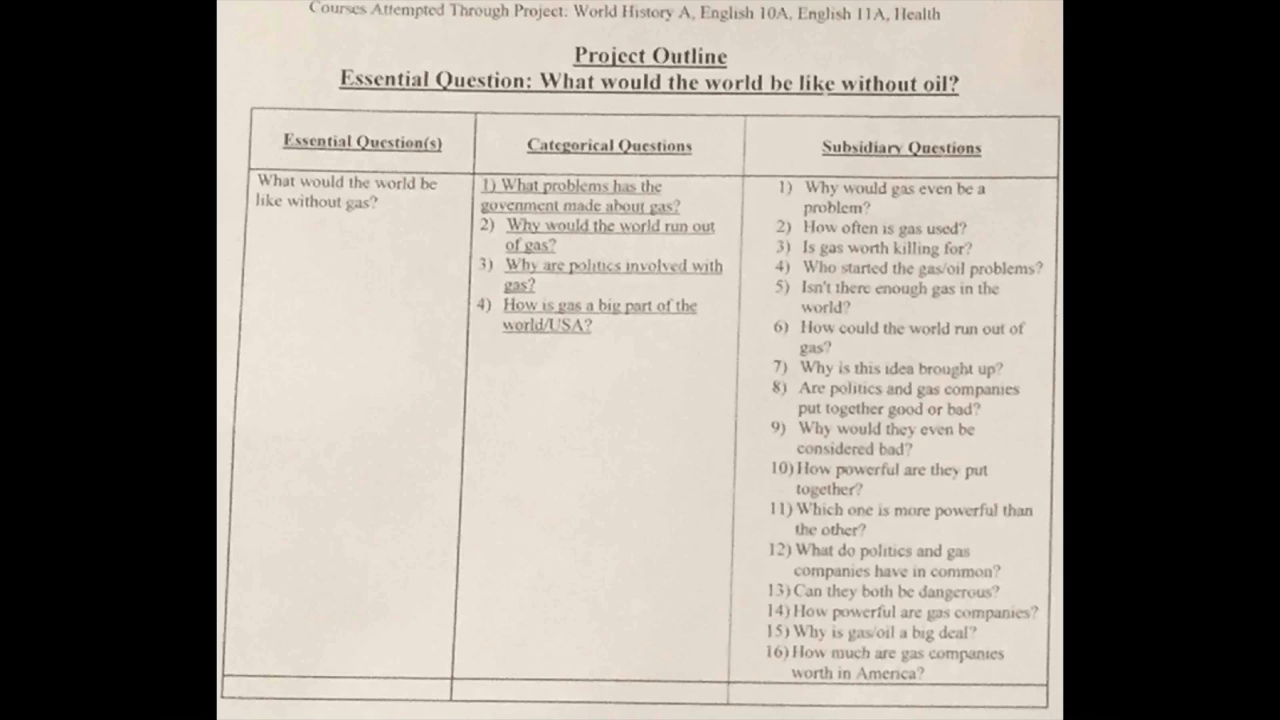 Courses Attempted Through Project: World History A, English 10A, English 11A, Health
Project Outline
Essential Question: What would the world be like without oil?
Essential Question(s)
What would the world be
like without gas?
Categorical Questions
1) What problems has the
govenment made about gas?
2) Why would the world run out
of gas?
3) Why are politics involved with
gas?
4) How is gas a big part of the
world/USA?
Subsidiary Questions
1) Why would gas even be a
problem?
2) How often is gas used?
3) Is gas worth killing for?
4) Who started the gas/oil problems?
5) Isn't there enough gas in the
world?
6) How could the world run out of
gas?
7) Why is this idea brought up?
8) Are politics and gas companies
put together good or bad?
9) Why would they even be
considered bad?
10) How powerful are they put
together?
11) Which one is more powerful than
the other?
12) What do politics and gas
companies have in common?
13) Can they both be dangerous?
14) How powerful are gas companies?
15) Why is gas/oil a big deal?
16) How much are gas companies
worth in America?